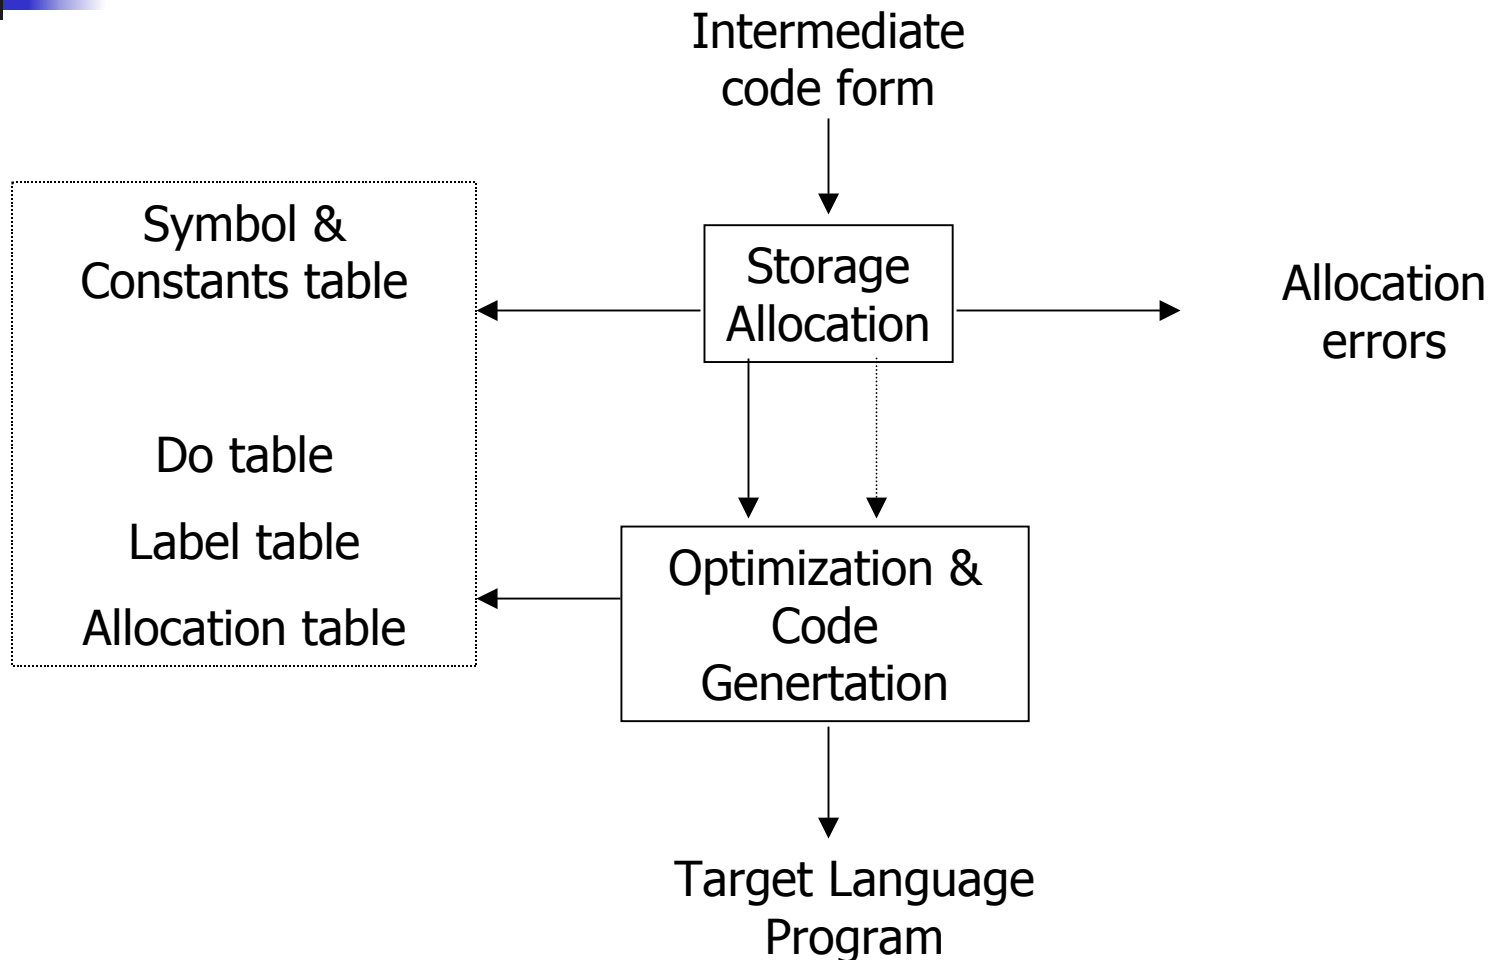 Intermediate
code form
Symbol &
Constants table
Storage
Allocation
Allocation
errors
Do table
Label table
Allocation table
Optimization &
Code
Genertation
Target Language
Program